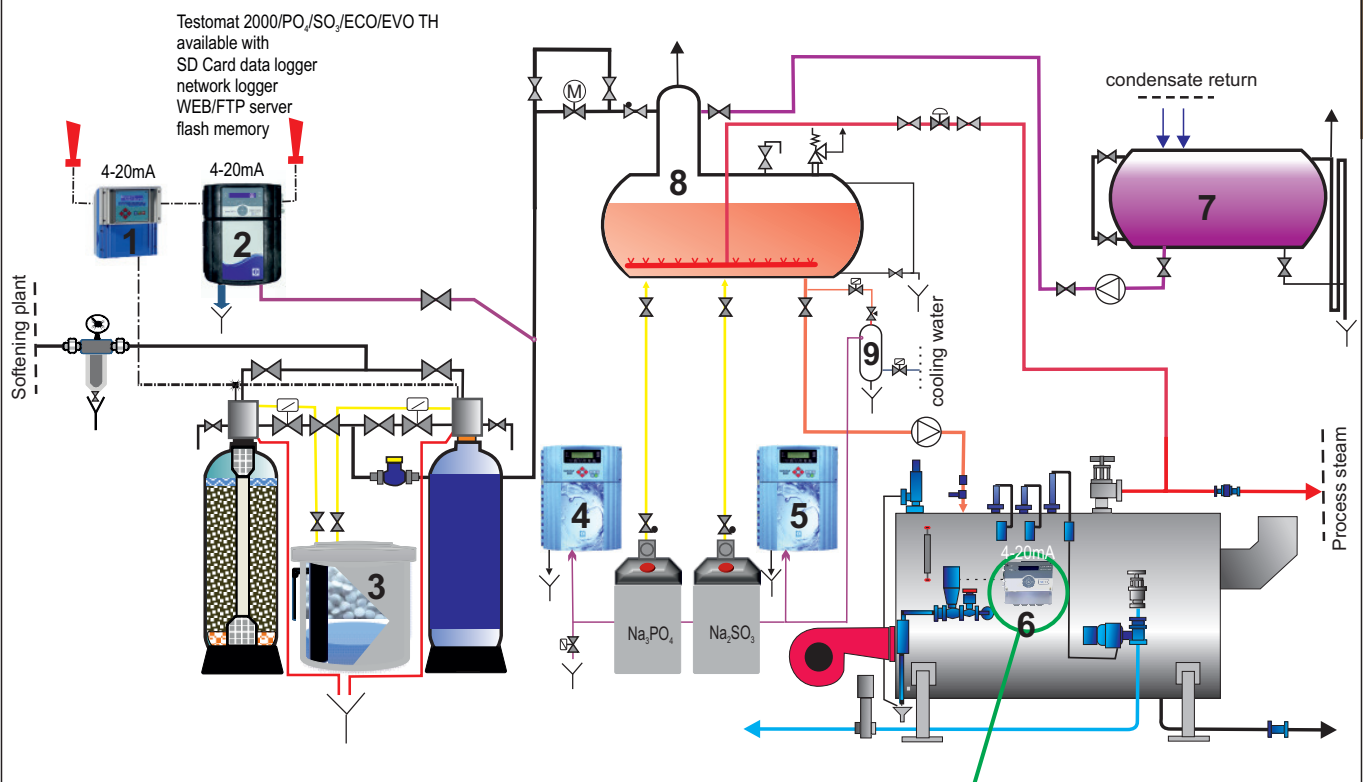 Testomat 2000/PO₄/SO₃/ECO/EVO TH
available with
SD Card data logger
network logger
WEB/FTP server
flash memory
4-20mA
4-20mA
1
2
Softening plant
3
M
8
condensate return
7
9
cooling water
4
5
Na₃PO₄
Na₂SO₃
4-20mA
6
Process steam